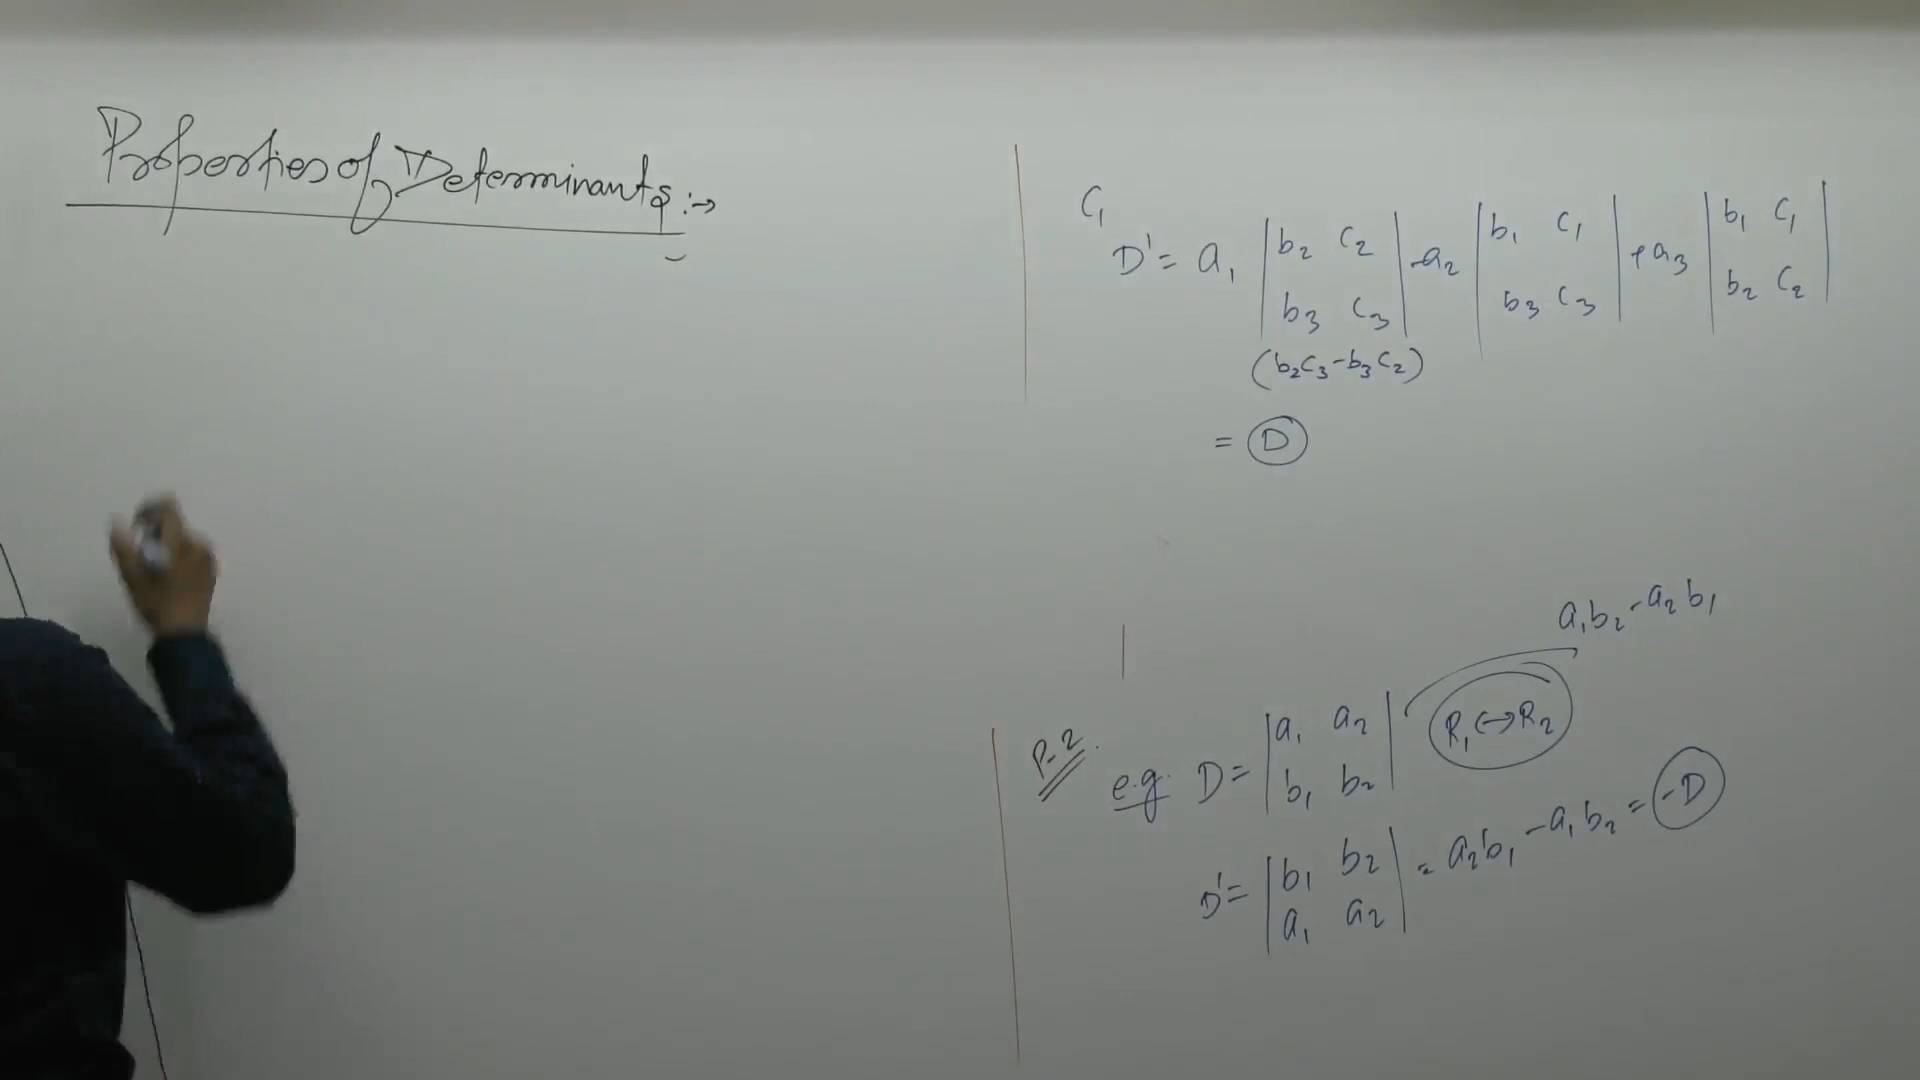 Properties of Determinants :→
C₁
D' = a₁ |b₂ c₂; b₃ c₃| - a₂ |b₁ c₁; b₃ c₃| + a₃ |b₁ c₁; b₂ c₂|
(b₂c₃ - b₃c₂)
= D
a₁b₂ - a₂b₁
P-2.
e.g. D = |a₁ a₂; b₁ b₂| R₁ ↔ R₂
D' = |b₁ b₂; a₁ a₂| = a₂b₁ - a₁b₂ = -D